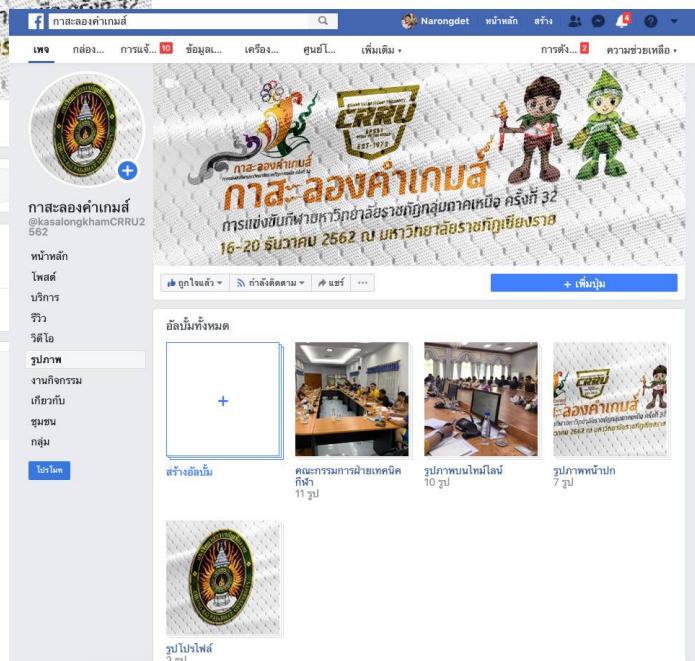 กาสะลองคำเกมส์
Narongdet หน้าหลัก สร้าง 4
เพจ กล่อง... การแจ้... 10 ข้อมูลเ... เครือง... ศูนย์โ... เพิ่มเติม การตั้ง... 2 ความช่วยเหลือ
CRRU
SPORT
EST-1973
กาสะลองคำเกมส์
การแข่งขันกีฬามหาวิทยาลัยราชภัฏกลุ่มภาคเหนือ ครั้งที่ 32
16-20 ธันวาคม 2562 ณ มหาวิทยาลัยราชภัฏเชียงราย
กาสะลองคำเกมส์
@kasalongkhamCRRU2
562
หน้าหลัก
โพสต์
บริการ
รีวิว
วิดีโอ
รูปภาพ
งานกิจกรรม
เกี่ยวกับ
ชุมชน
กลุ่ม
โปรโมท
ถูกใจแล้ว กำลังติดตาม แชร์ ...
+ เพิ่มปุ่ม
อัลบั้มทั้งหมด
สร้างอัลบั้ม
คณะกรรมการฝ่ายเทคนิค
กีฬา
11 รูป
รูปภาพบนไทม์ไลน์
10 รูป
รูปภาพหน้าปก
7 รูป
รูปโปรไฟล์
2 รูป